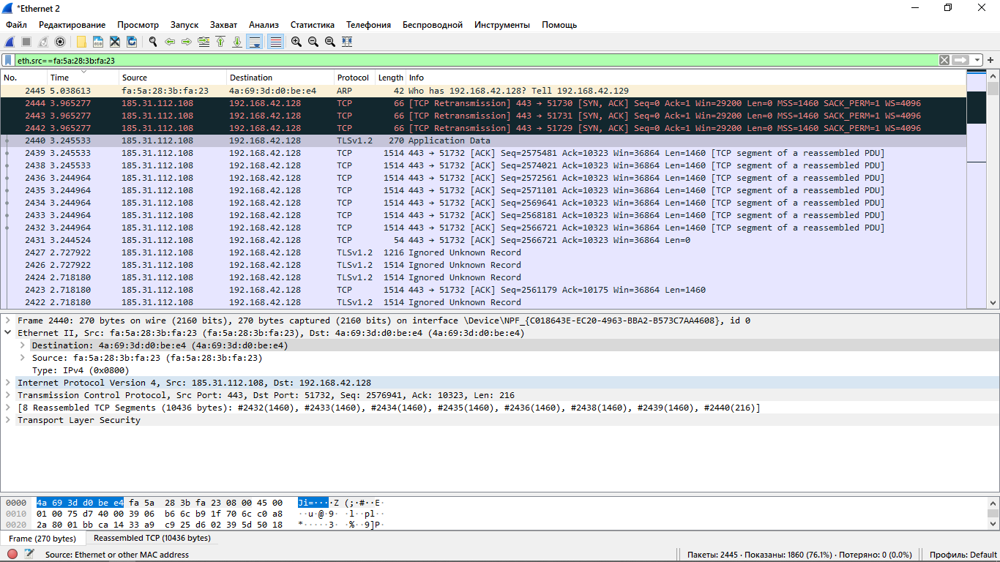 *Ethernet 2
Файл Редактирование Просмотр Запуск Захват Анализ Статистика Телефония Беспроводной Инструменты Помощь
eth.src==fa:5a:28:3b:fa:23
No. Time Source Destination Protocol Length Info
2445 5.038613 fa:5a:28:3b:fa:23 4a:69:3d:d0:be:e4 ARP 42 Who has 192.168.42.128? Tell 192.168.42.129
2444 3.965277 185.31.112.108 192.168.42.128 TCP 66 [TCP Retransmission] 443 → 51730 [SYN, ACK] Seq=0 Ack=1 Win=29200 Len=0 MSS=1460 SACK_PERM=1 WS=4096
2443 3.965277 185.31.112.108 192.168.42.128 TCP 66 [TCP Retransmission] 443 → 51731 [SYN, ACK] Seq=0 Ack=1 Win=29200 Len=0 MSS=1460 SACK_PERM=1 WS=4096
2442 3.965277 185.31.112.108 192.168.42.128 TCP 66 [TCP Retransmission] 443 → 51729 [SYN, ACK] Seq=0 Ack=1 Win=29200 Len=0 MSS=1460 SACK_PERM=1 WS=4096
2440 3.245533 185.31.112.108 192.168.42.128 TLSv1.2 270 Application Data
2439 3.245533 185.31.112.108 192.168.42.128 TCP 1514 443 → 51732 [ACK] Seq=2575481 Ack=10323 Win=36864 Len=1460 [TCP segment of a reassembled PDU]
2438 3.245533 185.31.112.108 192.168.42.128 TCP 1514 443 → 51732 [ACK] Seq=2574021 Ack=10323 Win=36864 Len=1460 [TCP segment of a reassembled PDU]
2436 3.244964 185.31.112.108 192.168.42.128 TCP 1514 443 → 51732 [ACK] Seq=2572561 Ack=10323 Win=36864 Len=1460 [TCP segment of a reassembled PDU]
2435 3.244964 185.31.112.108 192.168.42.128 TCP 1514 443 → 51732 [ACK] Seq=2571101 Ack=10323 Win=36864 Len=1460 [TCP segment of a reassembled PDU]
2434 3.244964 185.31.112.108 192.168.42.128 TCP 1514 443 → 51732 [ACK] Seq=2569641 Ack=10323 Win=36864 Len=1460 [TCP segment of a reassembled PDU]
2433 3.244964 185.31.112.108 192.168.42.128 TCP 1514 443 → 51732 [ACK] Seq=2568181 Ack=10323 Win=36864 Len=1460 [TCP segment of a reassembled PDU]
2432 3.244964 185.31.112.108 192.168.42.128 TCP 1514 443 → 51732 [ACK] Seq=2566721 Ack=10323 Win=36864 Len=1460 [TCP segment of a reassembled PDU]
2431 3.244524 185.31.112.108 192.168.42.128 TCP 54 443 → 51732 [ACK] Seq=2566721 Ack=10323 Win=36864 Len=0
2427 2.727922 185.31.112.108 192.168.42.128 TLSv1.2 1216 Ignored Unknown Record
2426 2.727922 185.31.112.108 192.168.42.128 TLSv1.2 1514 Ignored Unknown Record
2424 2.718180 185.31.112.108 192.168.42.128 TLSv1.2 1514 Ignored Unknown Record
2423 2.718180 185.31.112.108 192.168.42.128 TCP 1514 443 → 51732 [ACK] Seq=2561179 Ack=10175 Win=36864 Len=1460
2422 2.718180 185.31.112.108 192.168.42.128 TLSv1.2 1514 Ignored Unknown Record
Frame 2440: 270 bytes on wire (2160 bits), 270 bytes captured (2160 bits) on interface \Device\NPF_{C018643E-EC20-4963-BBA2-B573C7AA4608}, id 0
Ethernet II, Src: fa:5a:28:3b:fa:23 (fa:5a:28:3b:fa:23), Dst: 4a:69:3d:d0:be:e4 (4a:69:3d:d0:be:e4)
Destination: 4a:69:3d:d0:be:e4 (4a:69:3d:d0:be:e4)
Source: fa:5a:28:3b:fa:23 (fa:5a:28:3b:fa:23)
Type: IPv4 (0x0800)
Internet Protocol Version 4, Src: 185.31.112.108, Dst: 192.168.42.128
Transmission Control Protocol, Src Port: 443, Dst Port: 51732, Seq: 2576941, Ack: 10323, Len: 216
[8 Reassembled TCP Segments (10436 bytes): #2432(1460), #2433(1460), #2434(1460), #2435(1460), #2436(1460), #2438(1460), #2439(1460), #2440(216)]
Transport Layer Security
0000 4a 69 3d d0 be e4 fa 5a 28 3b fa 23 08 00 45 00 Ji=····Z (;·#··E·
0010 01 00 75 d7 40 00 39 06 b6 6c b9 1f 70 6c c0 a8 ··u·@·9· ·l··pl··
0020 2a 80 01 bb ca 14 33 a9 c9 25 d6 02 39 5d 50 18 *·····3· ·%··9]P·
Frame (270 bytes) Reassembled TCP (10436 bytes)
Source: Ethernet or other MAC address Пакеты: 2445 · Показаны: 1860 (76.1%) · Потеряно: 0 (0.0%) Профиль: Default